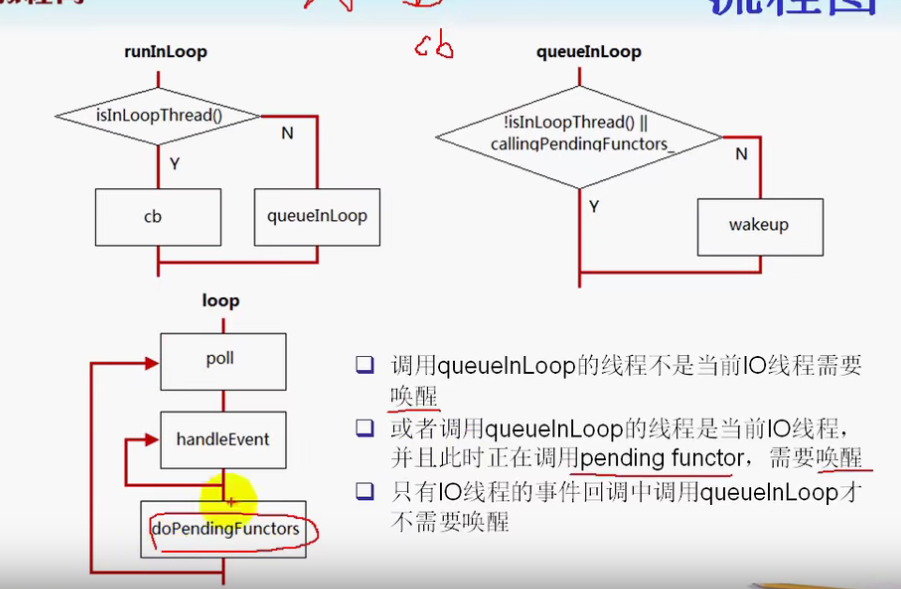 流程图
cb
runInLoop
isInLoopThread()
N
Y
cb
queueInLoop
queueInLoop
!isInLoopThread() ||
callingPendingFunctors_
N
Y
wakeup
loop
poll
handleEvent
doPendingFunctors
调用queueInLoop的线程不是当前IO线程需要
唤醒
或者调用queueInLoop的线程是当前IO线程，
并且此时正在调用pending functor，需要唤醒
只有IO线程的事件回调中调用queueInLoop才
不需要唤醒